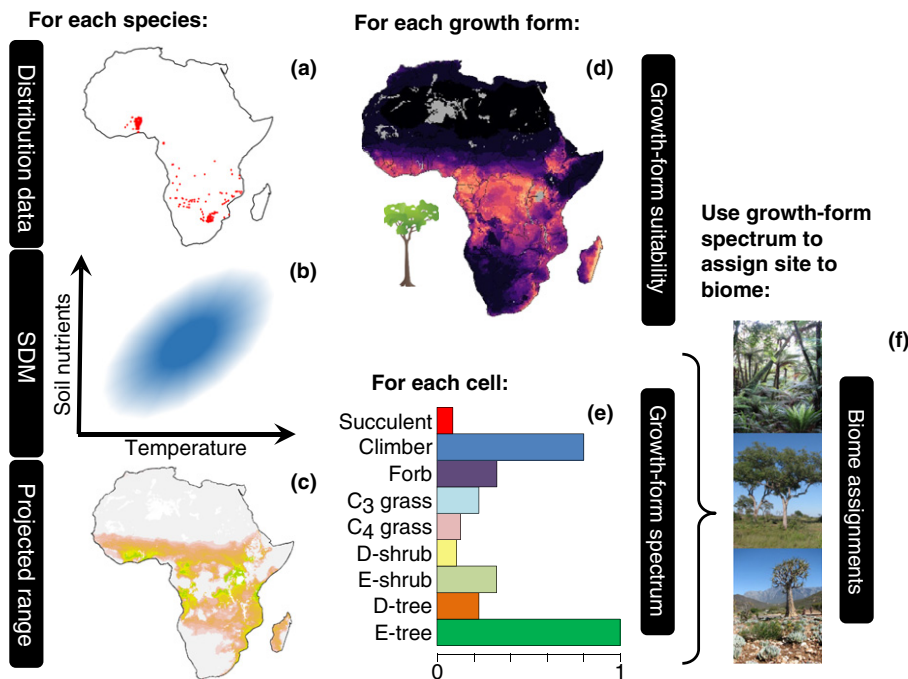 For each species:
Distribution data
(a)
SDM
(b)
Soil nutrients
Temperature
Projected range
(c)
For each growth form:
(d)
Growth-form suitability
For each cell:
(e)
Succulent
Climber
Forb
C3 grass
C4 grass
D-shrub
E-shrub
D-tree
E-tree
0
1
Growth-form spectrum
Use growth-form
spectrum to
assign site to
biome:
(f)
Biome assignments